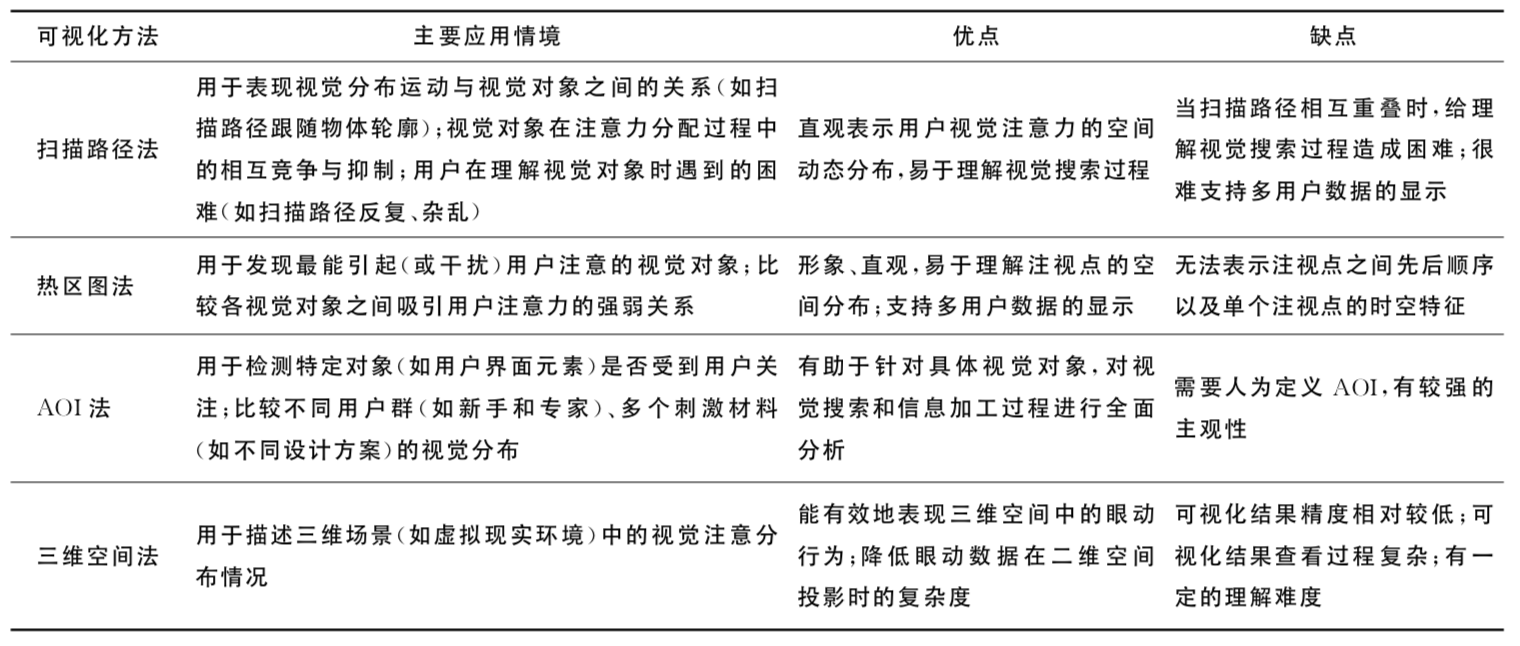 可视化方法 主要应用情境 优点 缺点
扫描路径法
用于表现视觉分布运动与视觉对象之间的关系(如扫
描路径跟随物体轮廓);视觉对象在注意力分配过程中
的相互竞争与抑制;用户在理解视觉对象时遇到的困
难(如扫描路径反复、杂乱)
直观表示用户视觉注意力的空间
动态分布,易于理解视觉搜索过程
当扫描路径相互重叠时,给理
解视觉搜索过程造成困难;很
难支持多用户数据的显示
热区图法
用于发现最能引起(或干扰)用户注意的视觉对象;比
较各视觉对象之间吸引用户注意力的强弱关系
形象、直观,易于理解注视点的空
间分布;支持多用户数据的显示
无法表示注视点之间先后顺序
以及单个注视点的时空特征
AOI 法
用于检测特定对象(如用户界面元素)是否受到用户关
注;比较不同用户群(如新手和专家)、多个刺激材料
(如不同设计方案)的视觉分布
有助于针对具体视觉对象,对视
觉搜索和信息加工过程进行全面
分析
需要人为定义 AOI,有较强的
主观性
三维空间法
用于描述三维场景(如虚拟现实环境)中的视觉注意分
布情况
能有效地表现三维空间中的眼动
行为;降低眼动数据在二维空间
投影时的复杂度
可视化结果精度相对较低;可
视化结果查看过程复杂;有一
定的理解难度